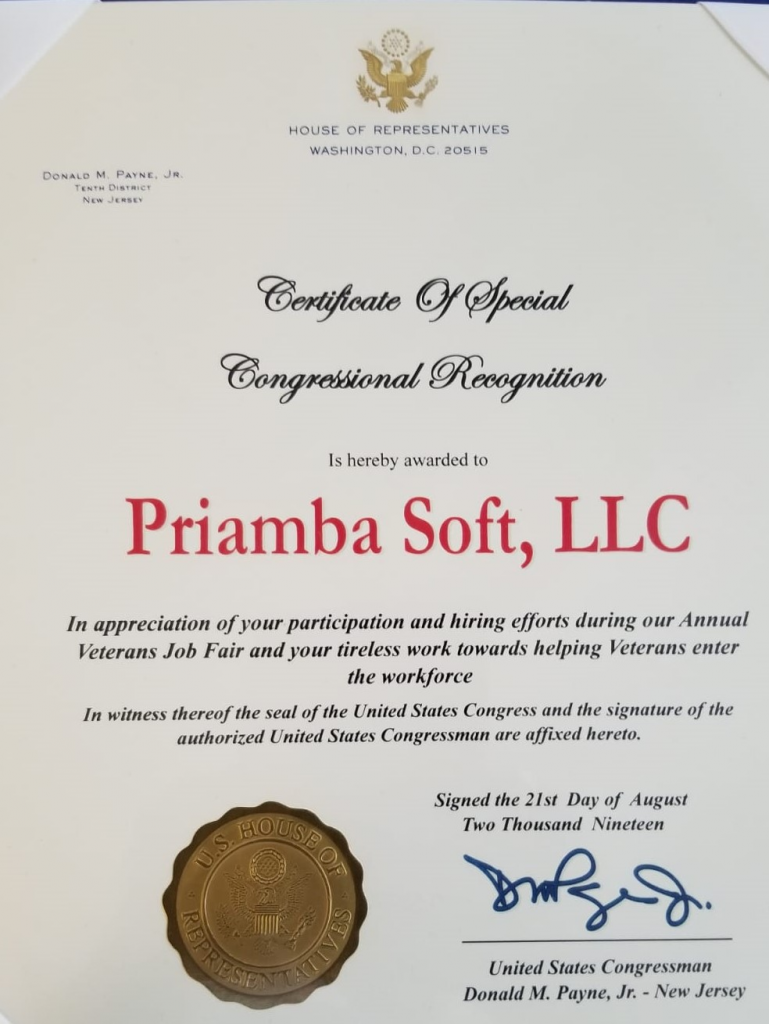 HOUSE OF REPRESENTATIVES
WASHINGTON, D.C. 20515
DONALD M. PAYNE, JR.
TENTH DISTRICT
NEW JERSEY
Certificate Of Special
Congressional Recognition
Is hereby awarded to
Priamba Soft, LLC
In appreciation of your participation and hiring efforts during our Annual
Veterans Job Fair and your tireless work towards helping Veterans enter
the workforce
In witness thereof the seal of the United States Congress and the signature of the
authorized United States Congressman are affixed hereto.
Signed the 21st Day of August
Two Thousand Nineteen
U.S. HOUSE OF
REPRESENTATIVES
United States Congressman
Donald M. Payne, Jr. - New Jersey